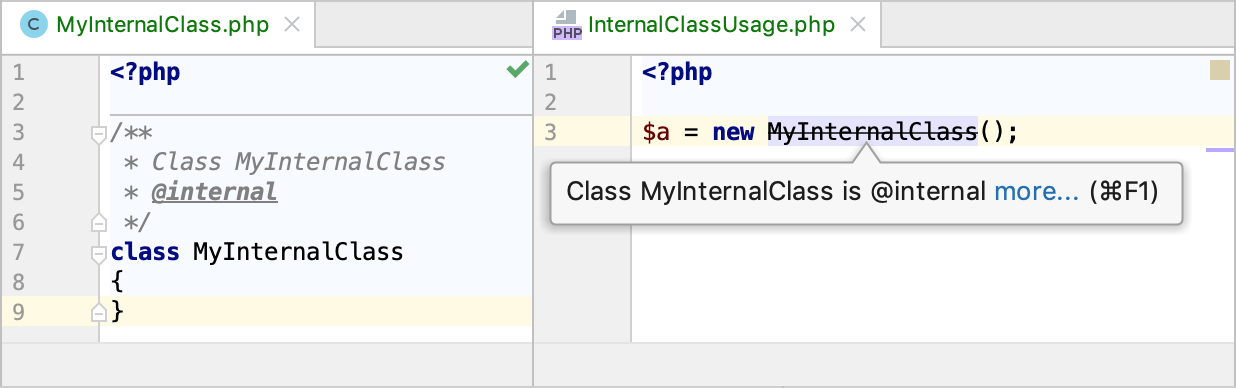 C MyInternalClass.php
1 <?php
2
3 /**
4 * Class MyInternalClass
5 * @internal
6 */
7 class MyInternalClass
8 {
9 }
PHP InternalClassUsage.php
1 <?php
2
3 $a = new MyInternalClass();
Class MyInternalClass is @internal more... (⌘F1)